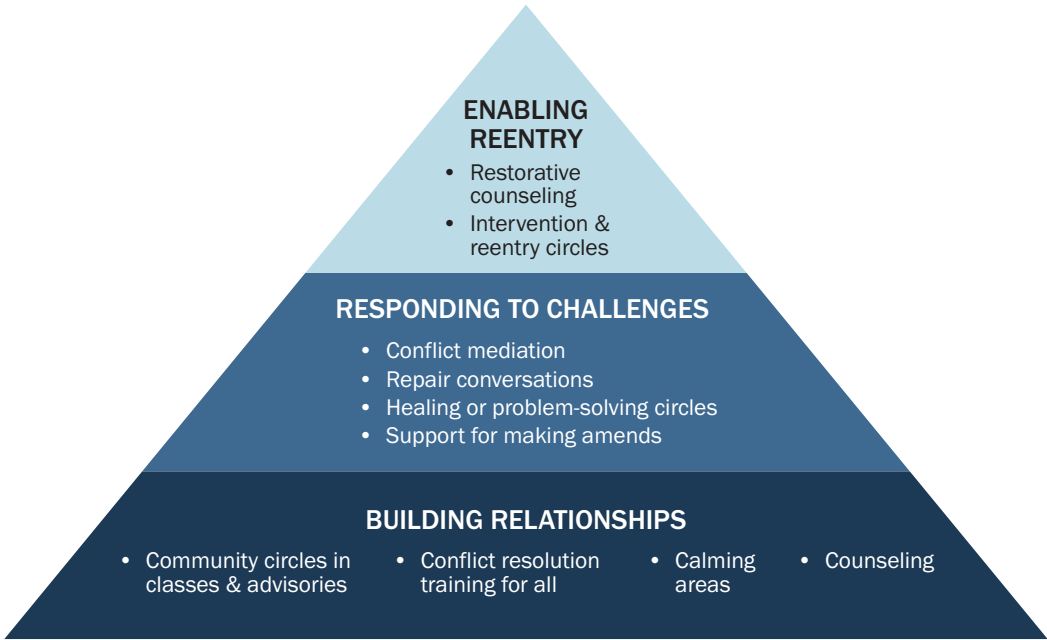 ENABLING
REENTRY
• Restorative
counseling
• Intervention &
reentry circles
RESPONDING TO CHALLENGES
• Conflict mediation
• Repair conversations
• Healing or problem-solving circles
• Support for making amends
BUILDING RELATIONSHIPS
• Community circles in
classes & advisories
• Conflict resolution
training for all
• Calming
areas
• Counseling